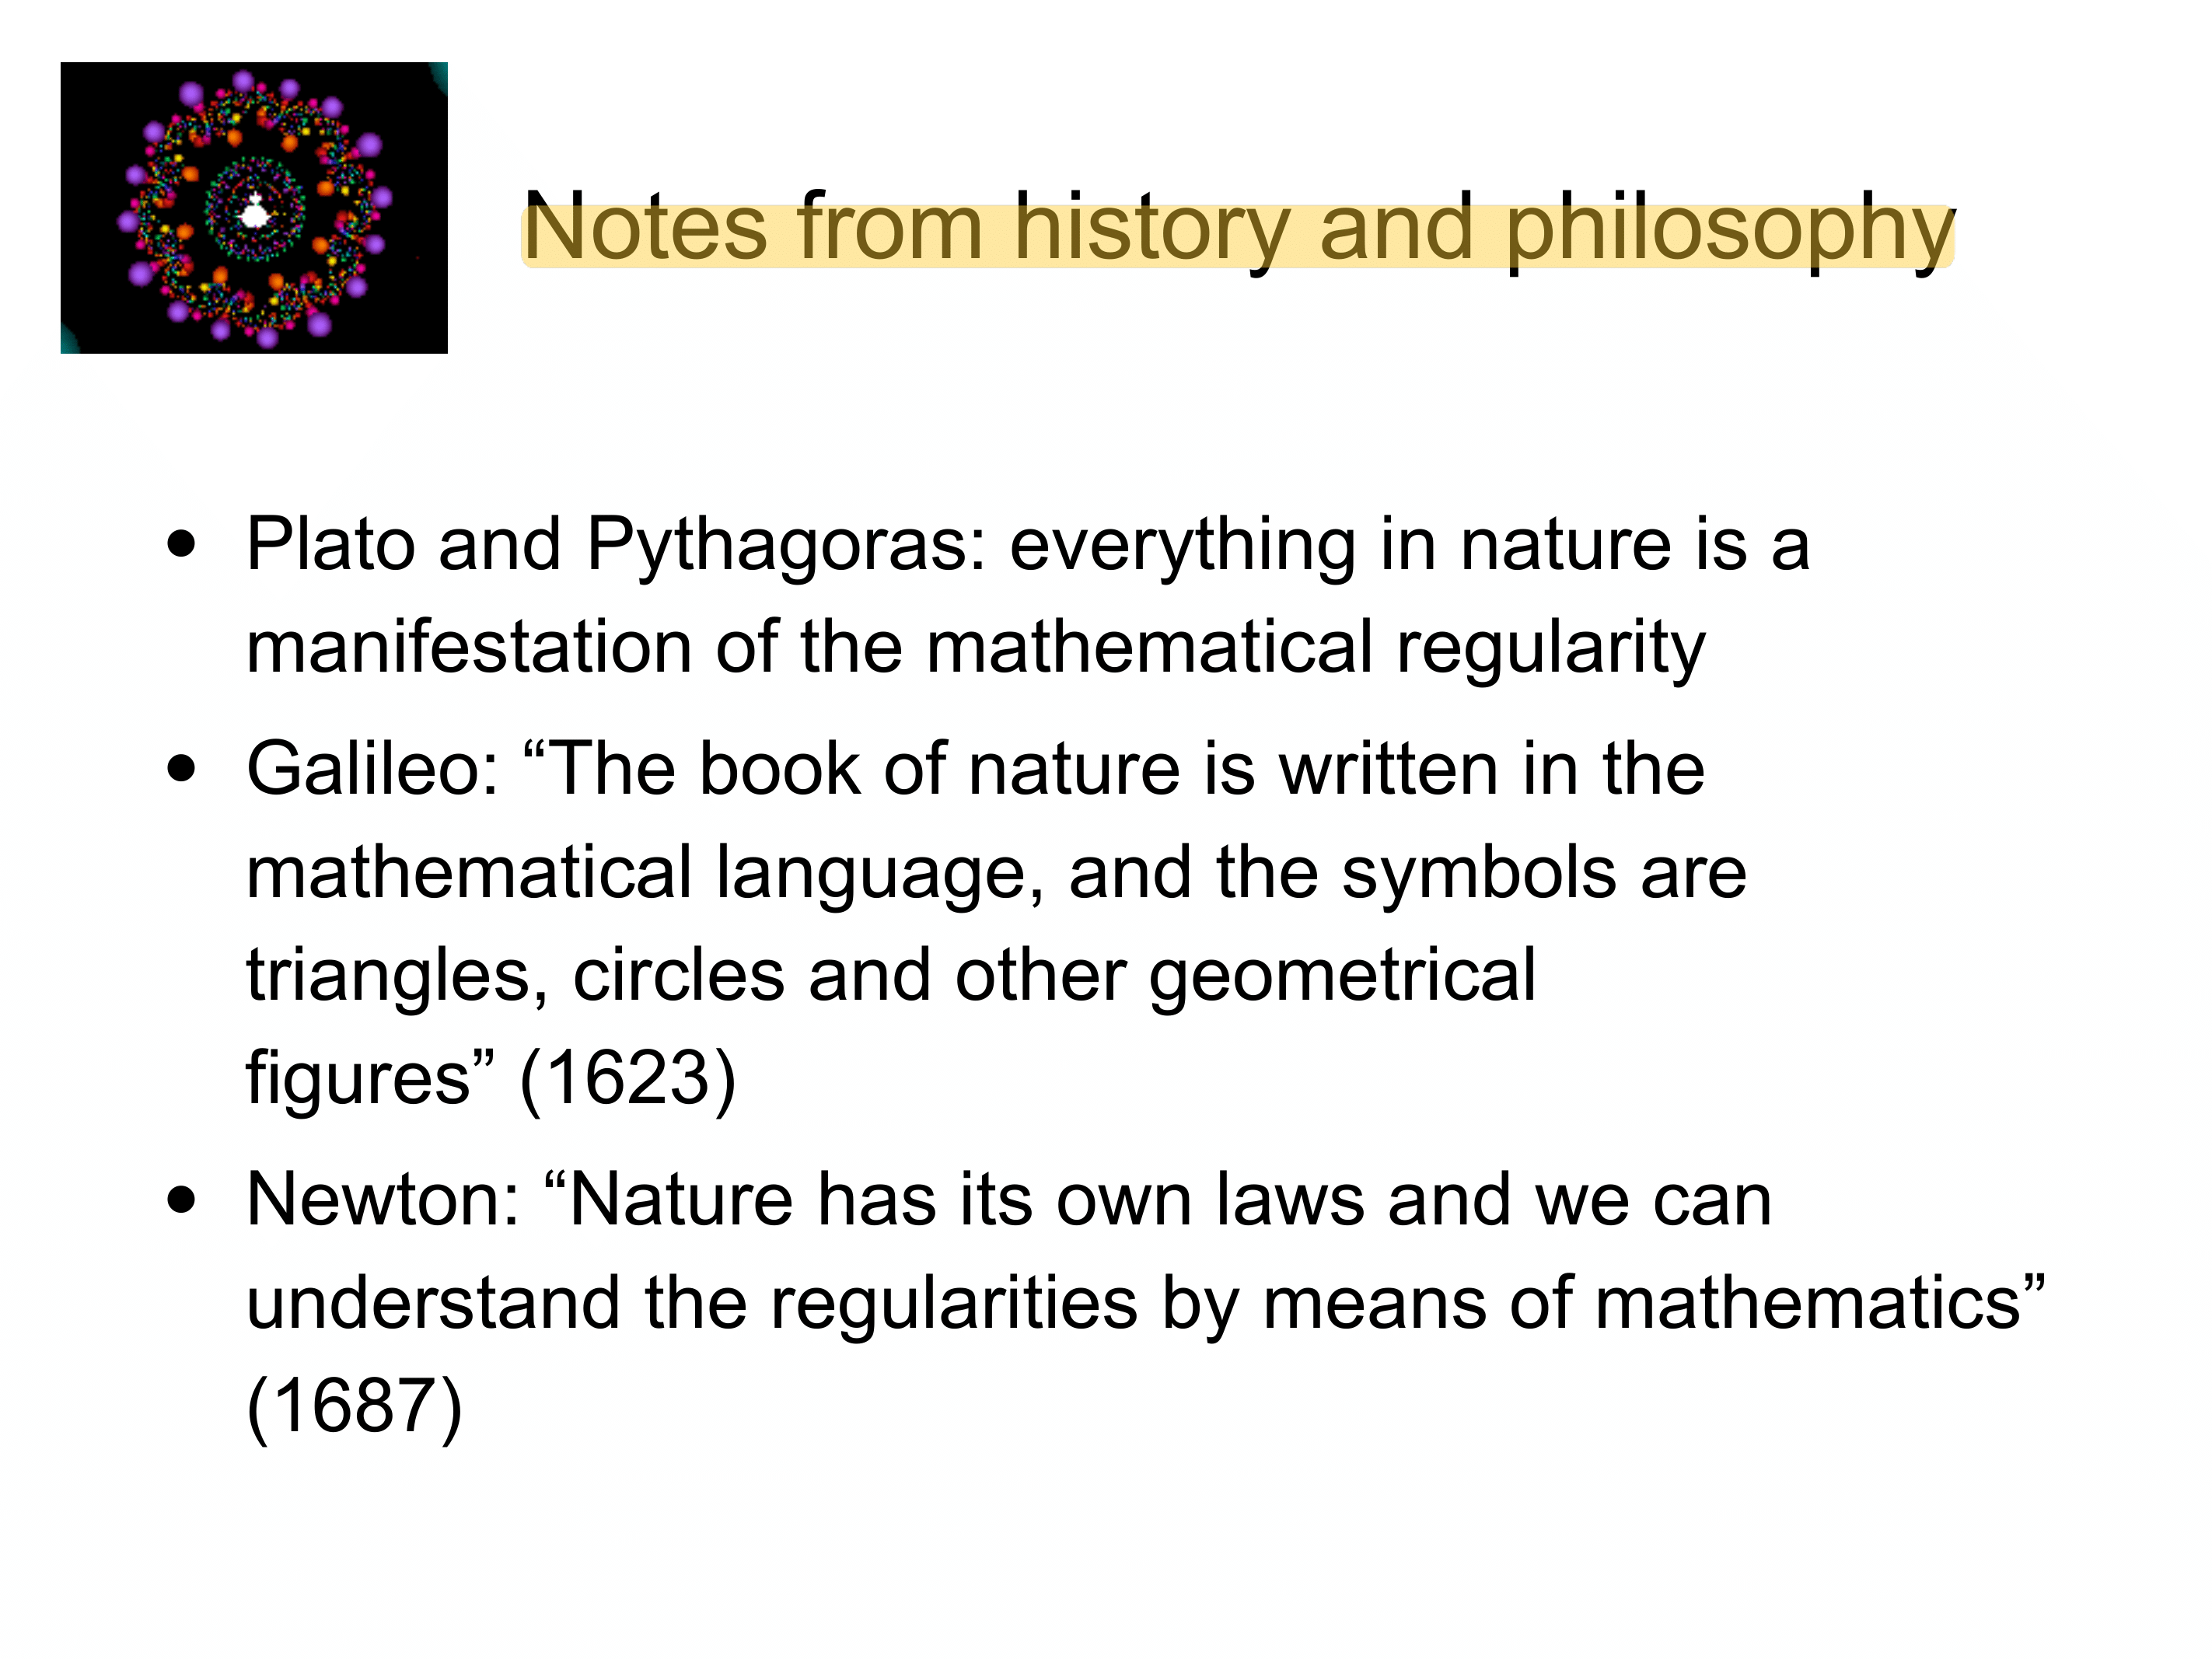 Notes from history and philosophy
• Plato and Pythagoras: everything in nature is a
manifestation of the mathematical regularity
• Galileo: “The book of nature is written in the
mathematical language, and the symbols are
triangles, circles and other geometrical
figures” (1623)
• Newton: “Nature has its own laws and we can
understand the regularities by means of mathematics”
(1687)